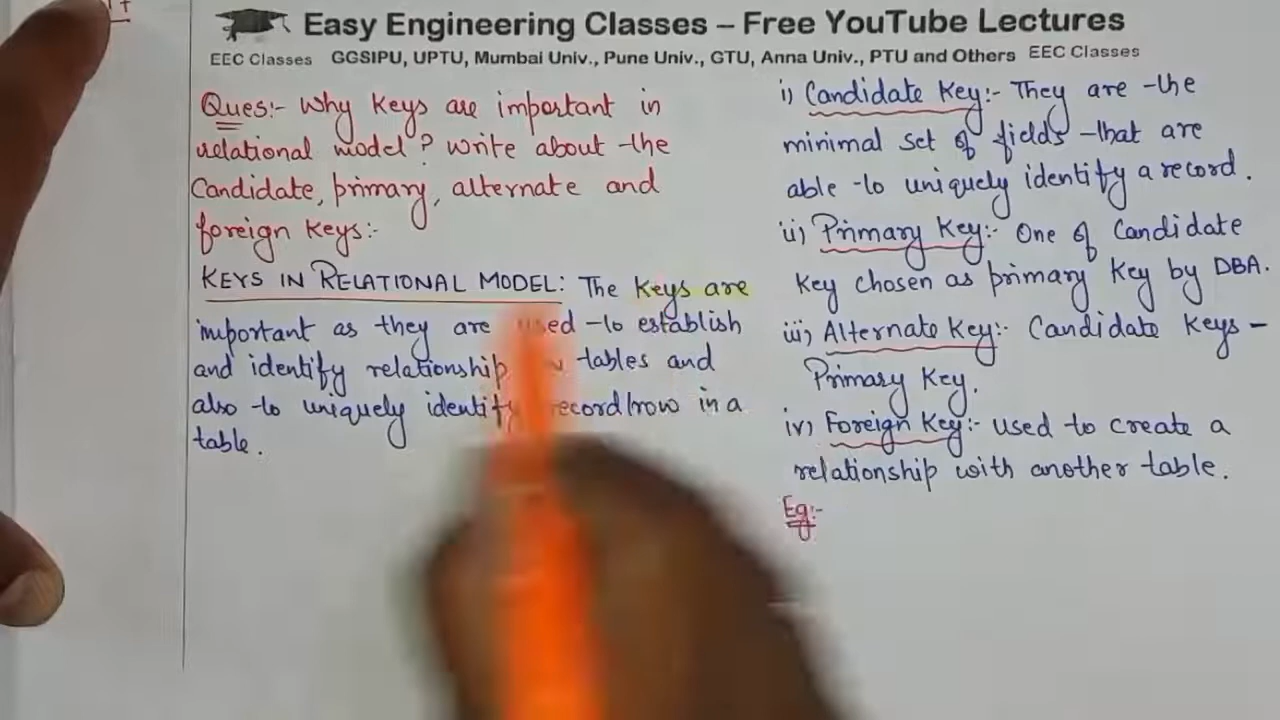 Easy Engineering Classes – Free YouTube Lectures
EEC Classes GGSIPU, UPTU, Mumbai Univ., Pune Univ., GTU, Anna Univ., PTU and Others EEC Classes
Ques:- Why Keys are important in
relational model? Write about the
Candidate, primary, alternate and
foreign Keys:-
KEYS IN RELATIONAL MODEL: The Keys are
important as they are used to establish
and identify relationship tables and
also to uniquely identify record/row in a
table.
i) Candidate Key:- They are the
minimal set of fields that are
able to uniquely identify a record.
ii) Primary Key:- One of Candidate
Key chosen as primary Key by DBA.
iii) Alternate Key:- Candidate Keys -
Primary Key.
iv) Foreign Key:- used to create a
relationship with another table.
Eg:-